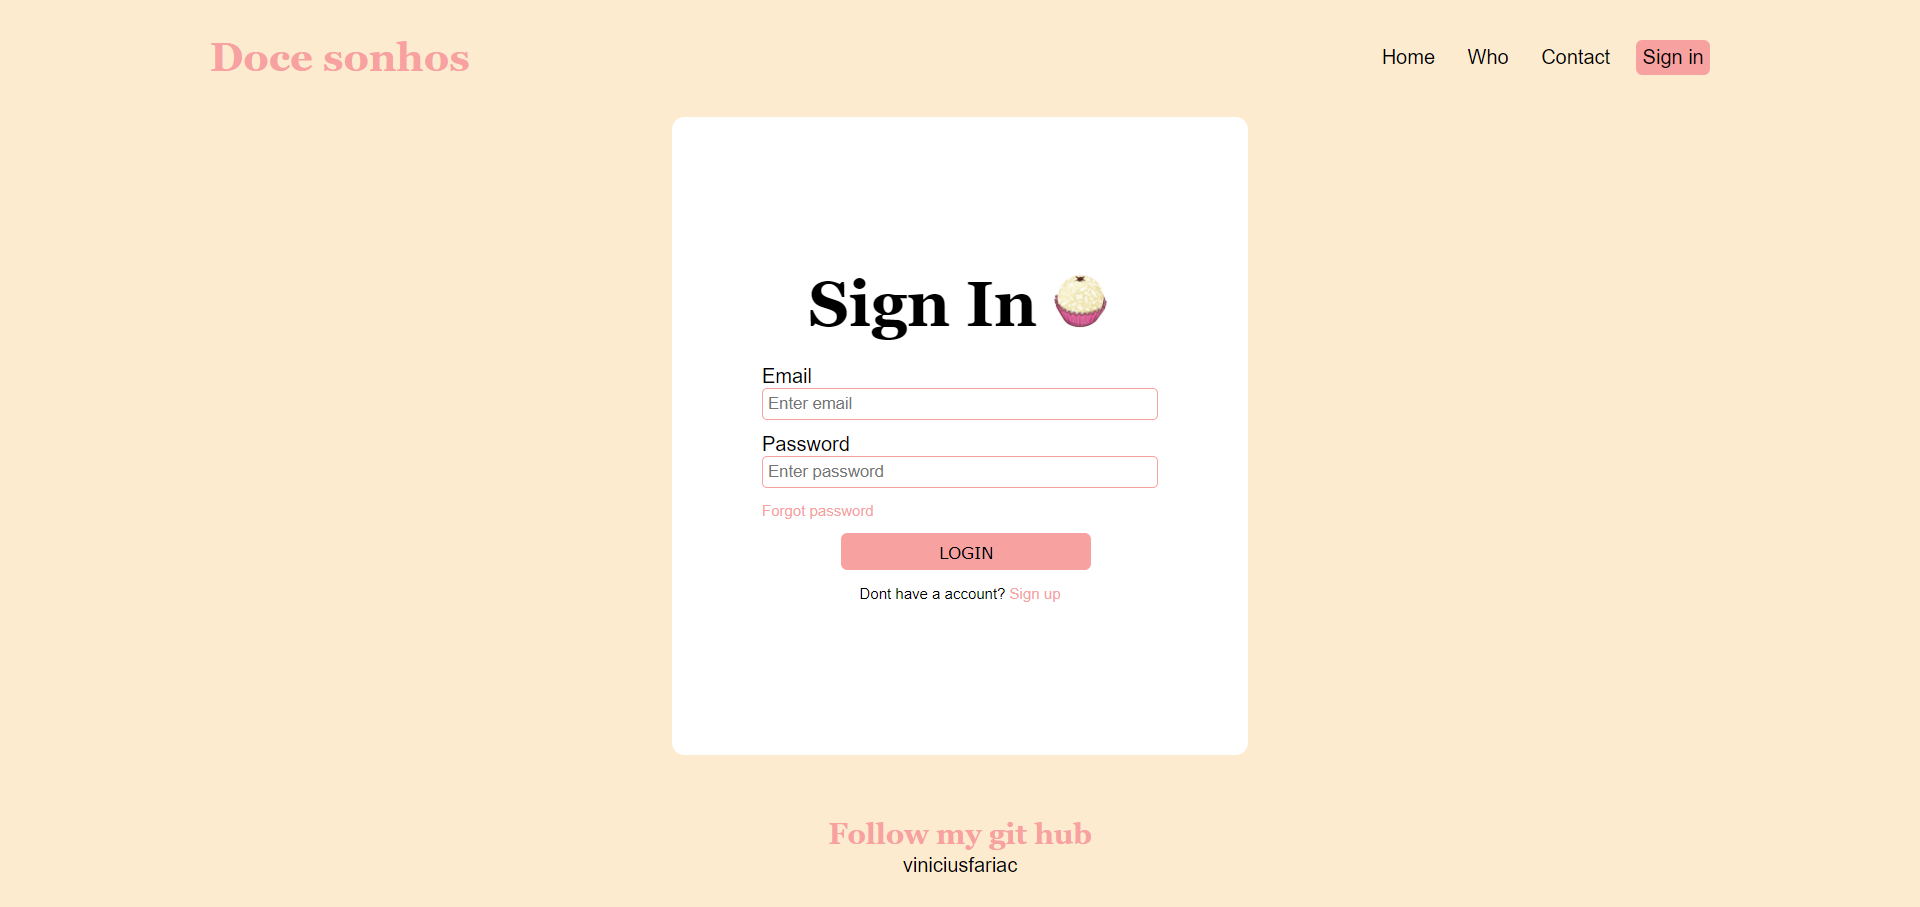 Doce sonhos
Home Who Contact Sign in
Sign In
Email
Enter email
Password
Enter password
Forgot password
LOGIN
Dont have a account? Sign up
Follow my git hub
viniciusfariac